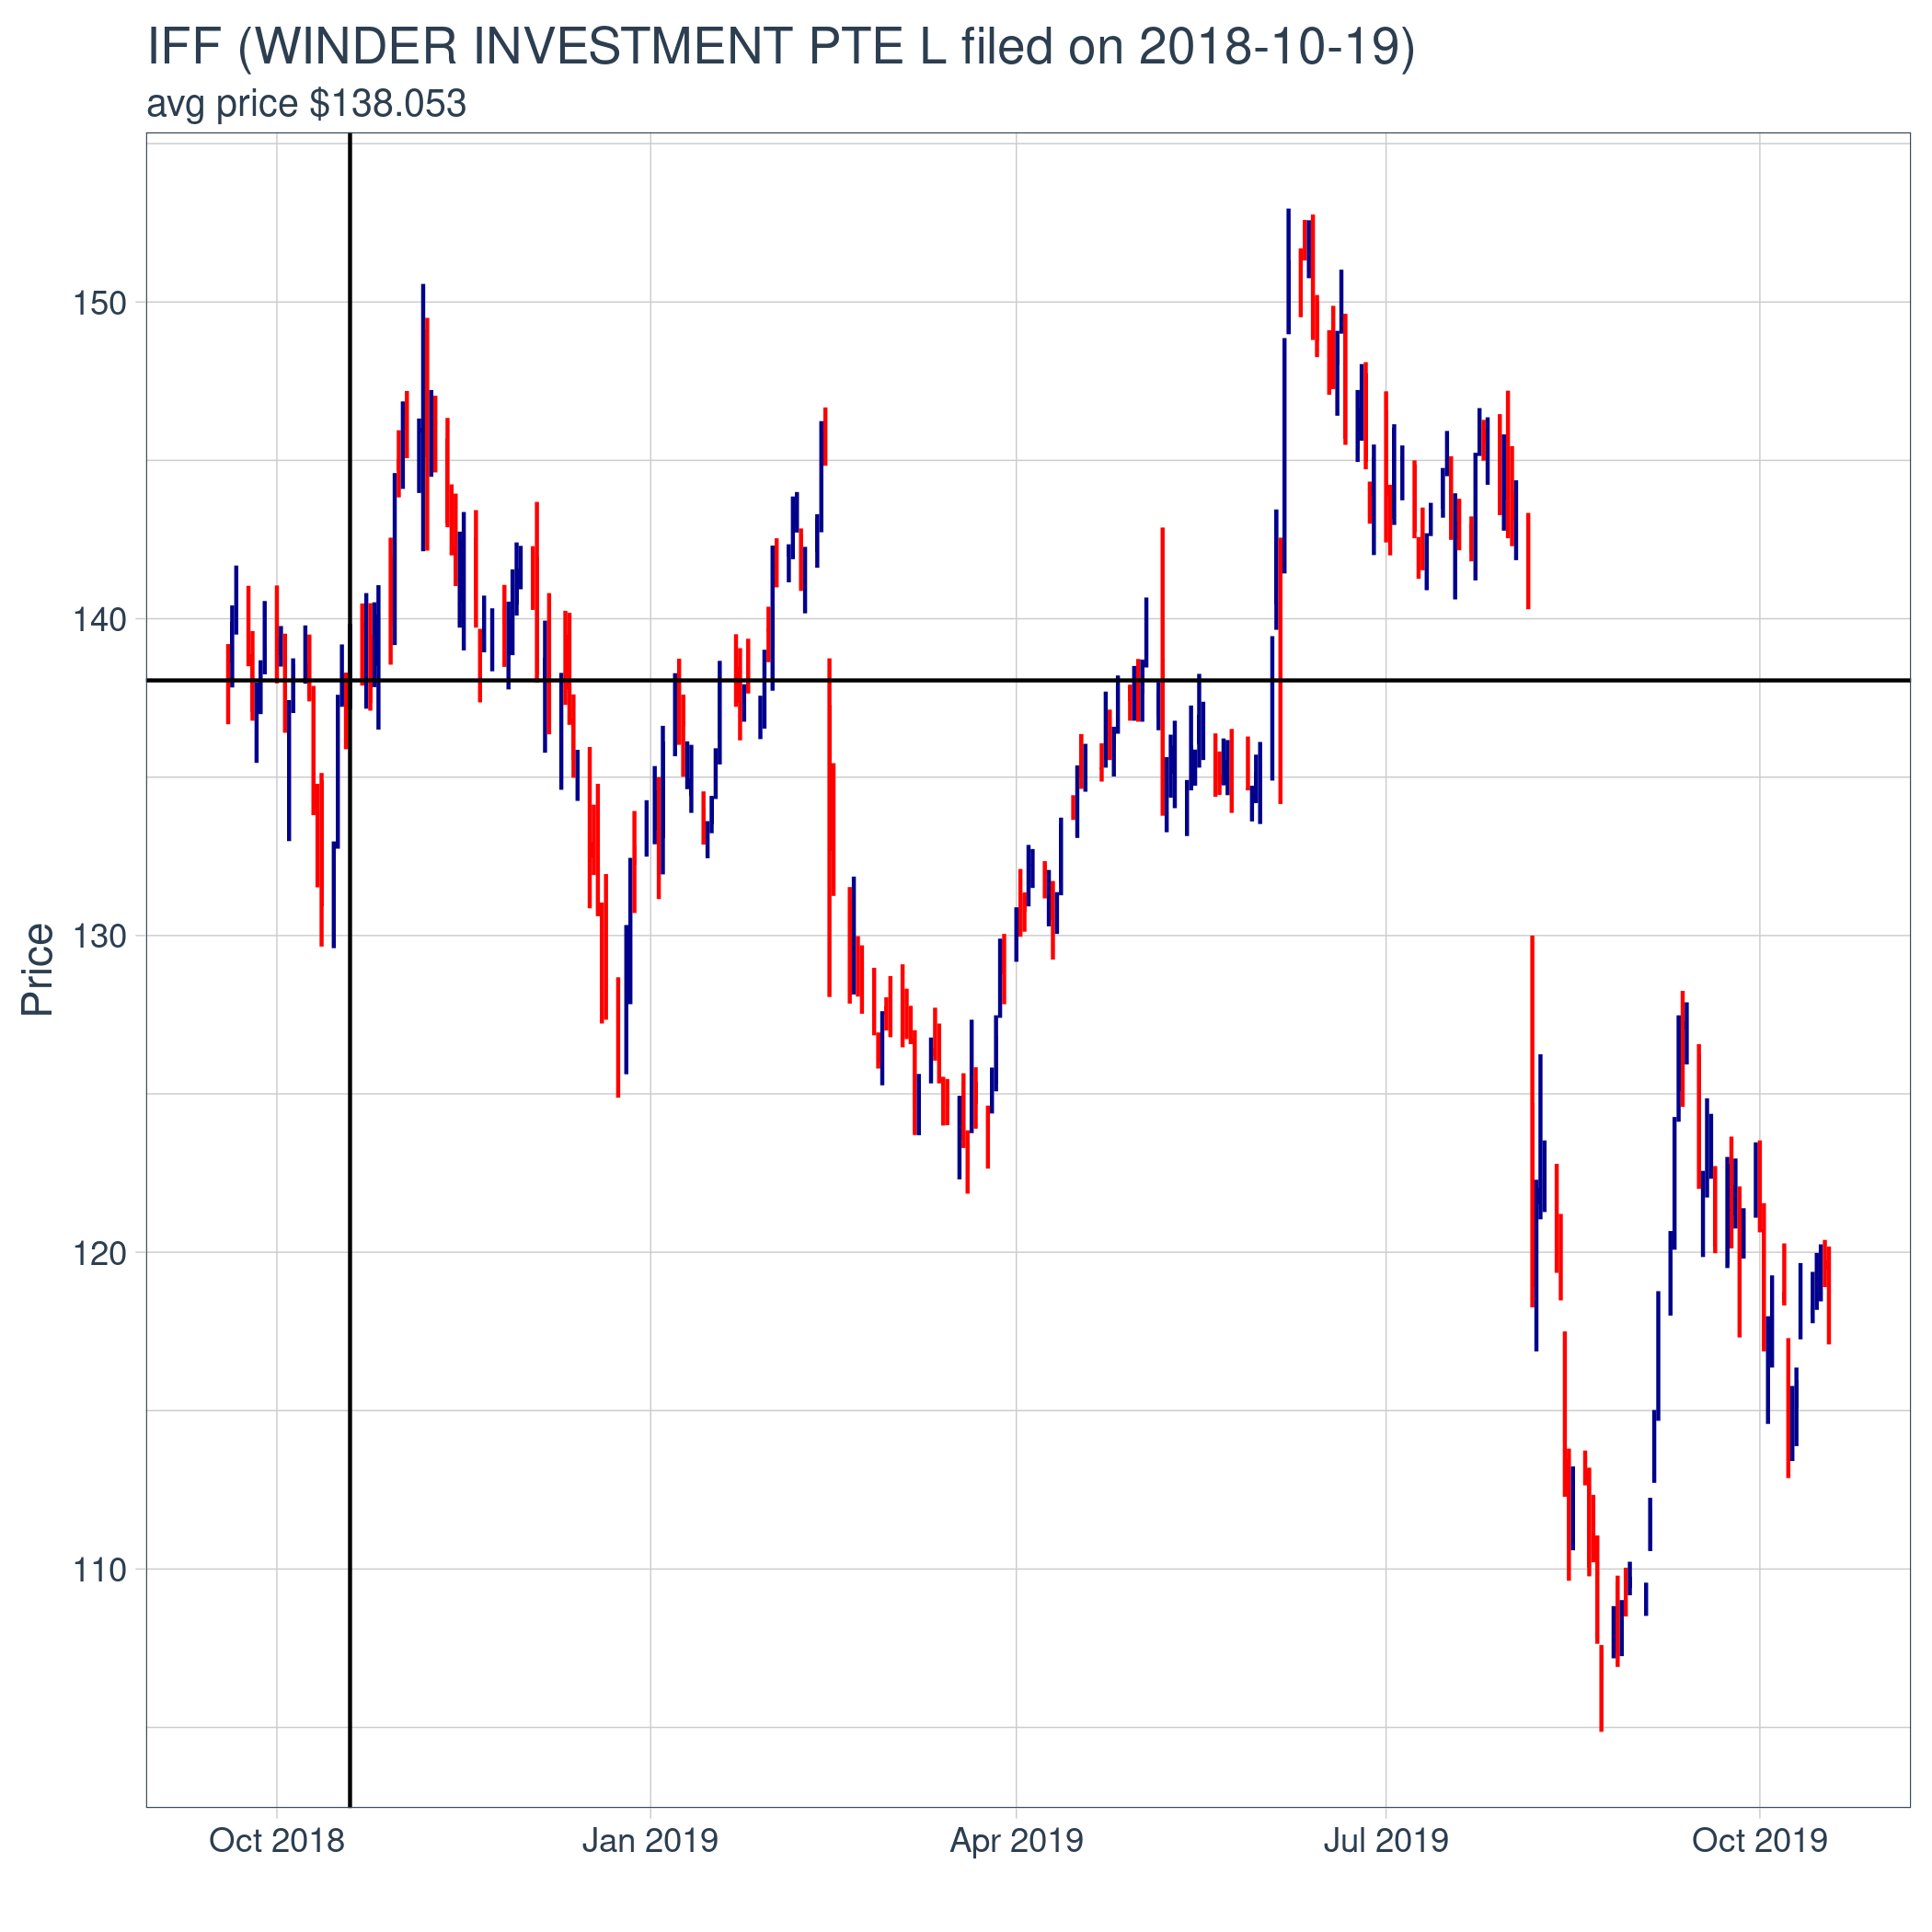 IFF (WINDER INVESTMENT PTE L filed on 2018-10-19)
avg price $138.053
150
140
130
120
110
Price
Oct 2018
Jan 2019
Apr 2019
Jul 2019
Oct 2019